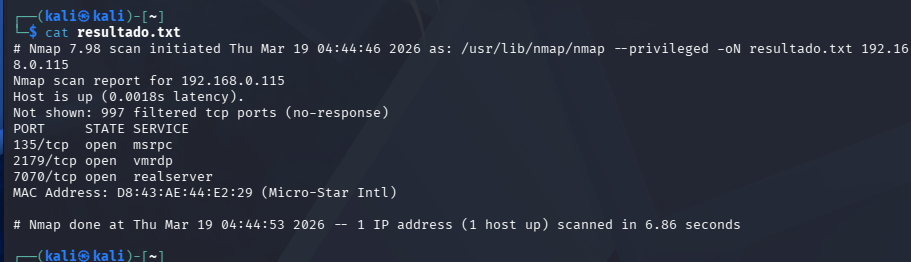 ┌──(kali㉿kali)-[~]
└─$ cat resultado.txt
# Nmap 7.98 scan initiated Thu Mar 19 04:44:46 2026 as: /usr/lib/nmap/nmap --privileged -oN resultado.txt 192.16
8.0.115
Nmap scan report for 192.168.0.115
Host is up (0.0018s latency).
Not shown: 997 filtered tcp ports (no-response)
PORT     STATE SERVICE
135/tcp  open  msrpc
2179/tcp open  vmrdp
7070/tcp open  realserver
MAC Address: D8:43:AE:44:E2:29 (Micro-Star Intl)

# Nmap done at Thu Mar 19 04:44:53 2026 -- 1 IP address (1 host up) scanned in 6.86 seconds

┌──(kali㉿kali)-[~]